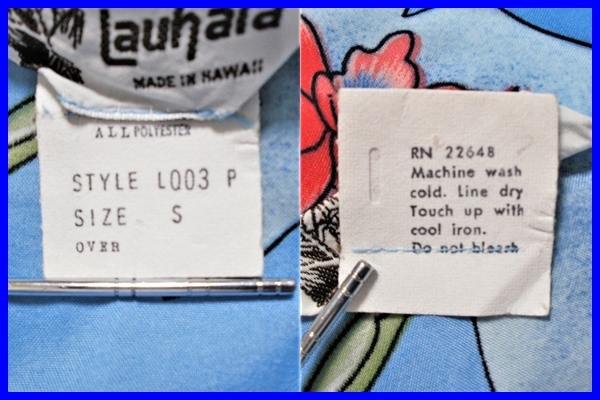 Lauhala
MADE IN HAWAII
ALL POLYESTER
STYLE L003 P
SIZE S
OVER
RN 22648
Machine wash
cold. Line dry
Touch up with
cool iron.
Do not bleach